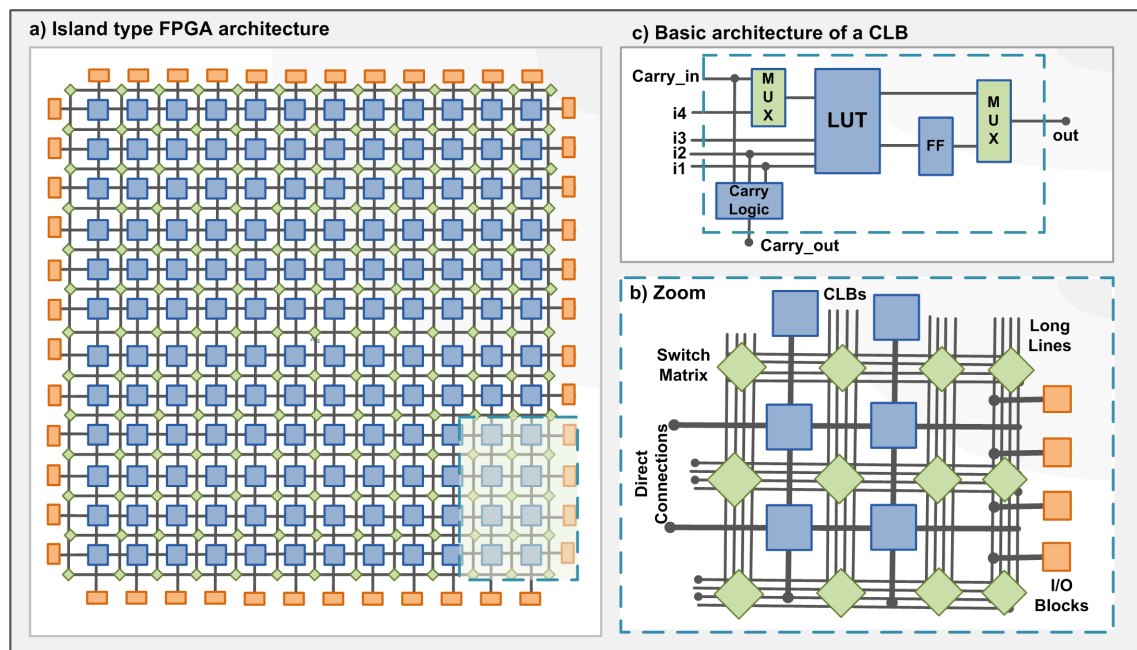 a) Island type FPGA architecture
c) Basic architecture of a CLB
Carry_in
i4
i3
i2
i1
M
U
X
LUT
FF
M
U
X
out
Carry
Logic
Carry_out
b) Zoom
CLBs
Long
Lines
Switch
Matrix
Direct
Connections
I/O
Blocks